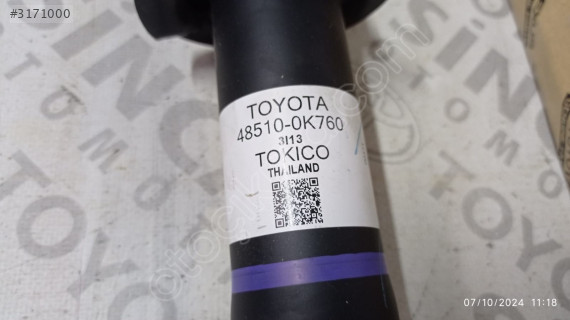 #3171000
TOYOTA
48510-0K760
3I13
TOKICO
THAILAND
07/10/2024 11:18